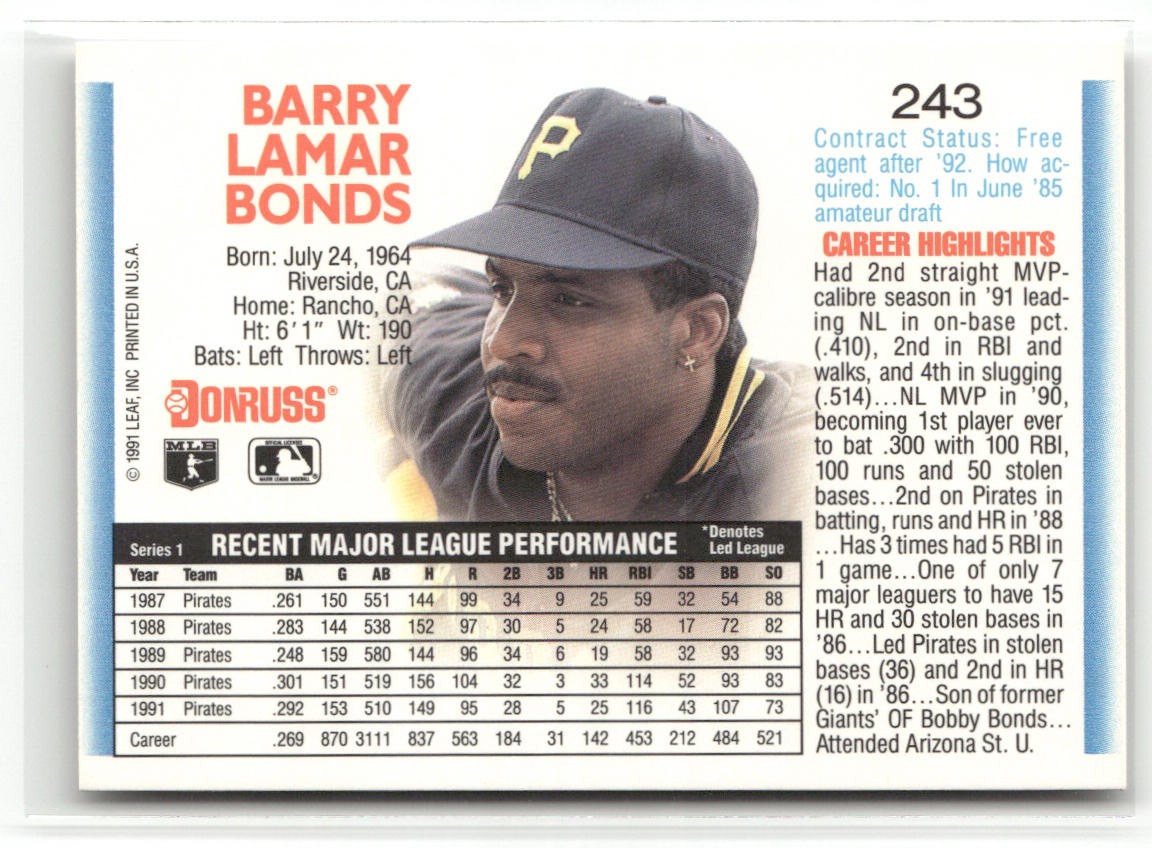 BARRY
LAMAR
BONDS
Born: July 24, 1964
Riverside, CA
Home: Rancho, CA
Ht: 6' 1" Wt: 190
Bats: Left Throws: Left
DONRUSS®
MLB
OFFICIAL LICENSEE
MAJOR LEAGUE BASEBALL
© 1991 LEAF, INC PRINTED IN U.S.A.
P
243
Contract Status: Free
agent after '92. How ac-
quired: No. 1 In June '85
amateur draft
CAREER HIGHLIGHTS
Had 2nd straight MVP-
calibre season in '91 lead-
ing NL in on-base pct.
(.410), 2nd in RBI and
walks, and 4th in slugging
(.514)...NL MVP in '90,
becoming 1st player ever
to bat .300 with 100 RBI,
100 runs and 50 stolen
bases...2nd on Pirates in
batting, runs and HR in '88
...Has 3 times had 5 RBI in
1 game...One of only 7
major leaguers to have 15
HR and 30 stolen bases in
'86...Led Pirates in stolen
bases (36) and 2nd in HR
(16) in '86...Son of former
Giants' OF Bobby Bonds...
Attended Arizona St. U.
Series 1 RECENT MAJOR LEAGUE PERFORMANCE *Denotes
Led League
Year Team BA G AB H R 2B 3B HR RBI SB BB SO
1987 Pirates .261 150 551 144 99 34 9 25 59 32 54 88
1988 Pirates .283 144 538 152 97 30 5 24 58 17 72 82
1989 Pirates .248 159 580 144 96 34 6 19 58 32 93 93
1990 Pirates .301 151 519 156 104 32 3 33 114 52 93 83
1991 Pirates .292 153 510 149 95 28 5 25 116 43 107 73
Career .269 870 3111 837 563 184 31 142 453 212 484 521